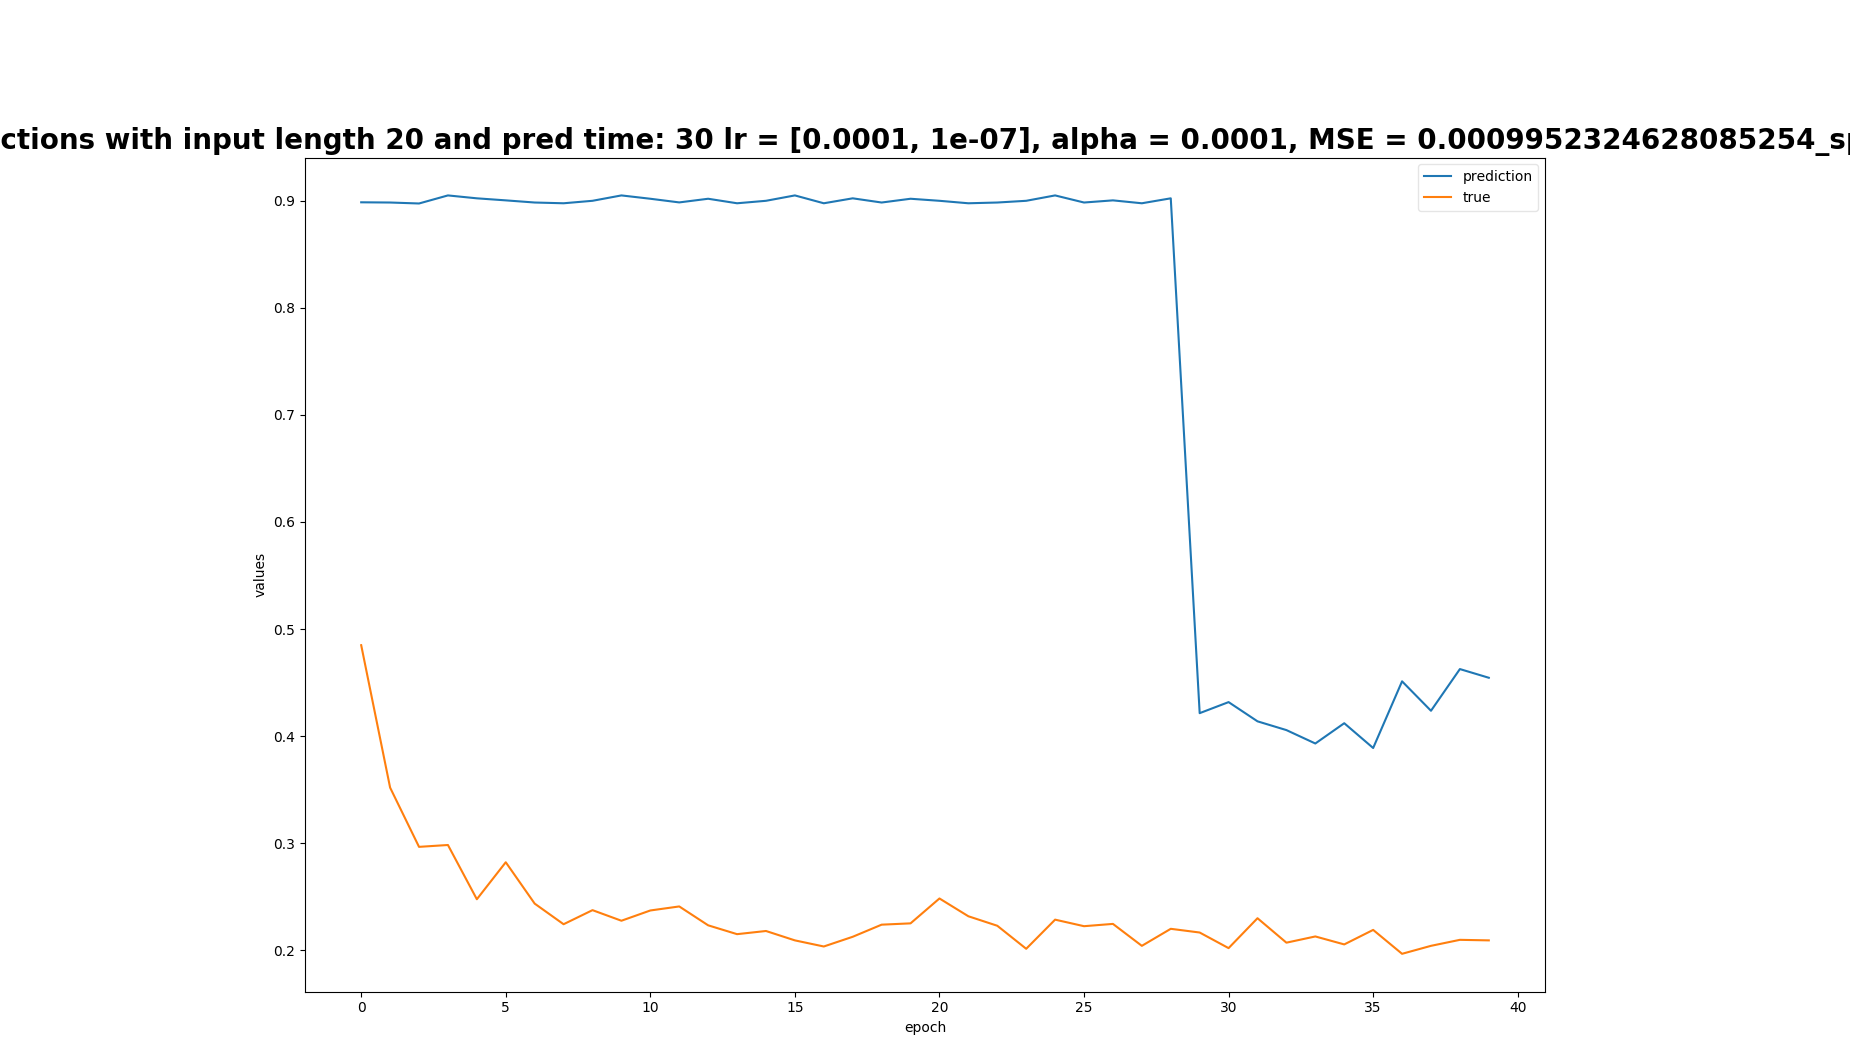 ctions with input length 20 and pred time: 30 lr = [0.0001, 1e-07], alpha = 0.0001, MSE = 0.0009952324628085254_sp
prediction
true
0.9
0.8
0.7
0.6
0.5
0.4
0.3
0.2
values
0 5 10 15 20 25 30 35 40
epoch